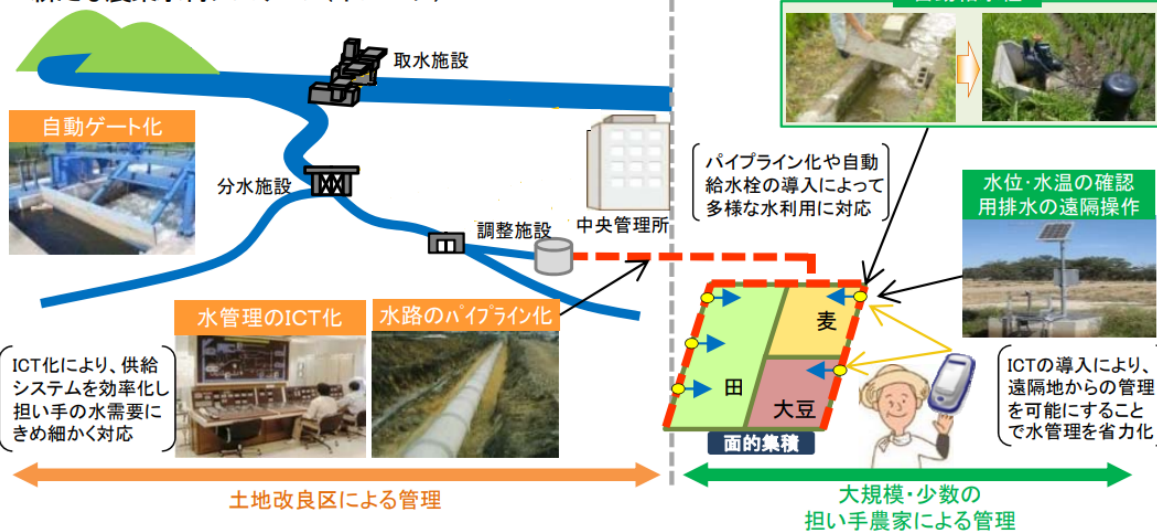 取水施設
自動ゲート化
分水施設
調整施設
中央管理所
パイプライン化や自動
給水栓の導入によって
多様な水利用に対応
水位・水温の確認
用排水の遠隔操作
水管理のICT化
水路のパイプライン化
ICT化により、供給
システムを効率化し
担い手の水需要に
きめ細かく対応
麦
田
大豆
面的集積
ICTの導入により、
遠隔地からの管理
を可能にすること
で水管理を省力化
土地改良区による管理
大規模・少数の
担い手農家による管理